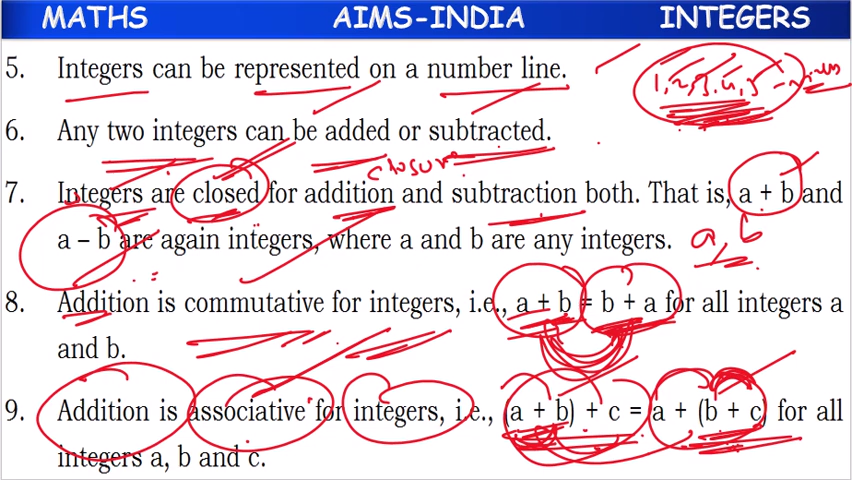 MATHS AIMS-INDIA INTEGERS
5. Integers can be represented on a number line.
1, 2, 3, 4, 5
6. Any two integers can be added or subtracted.
closure
7. Integers are closed for addition and subtraction both. That is, a + b and
a – b are again integers, where a and b are any integers.
a, b
8. Addition is commutative for integers, i.e., a + b = b + a for all integers a
and b.
9. Addition is associative for integers, i.e., (a + b) + c = a + (b + c) for all
integers a, b and c.